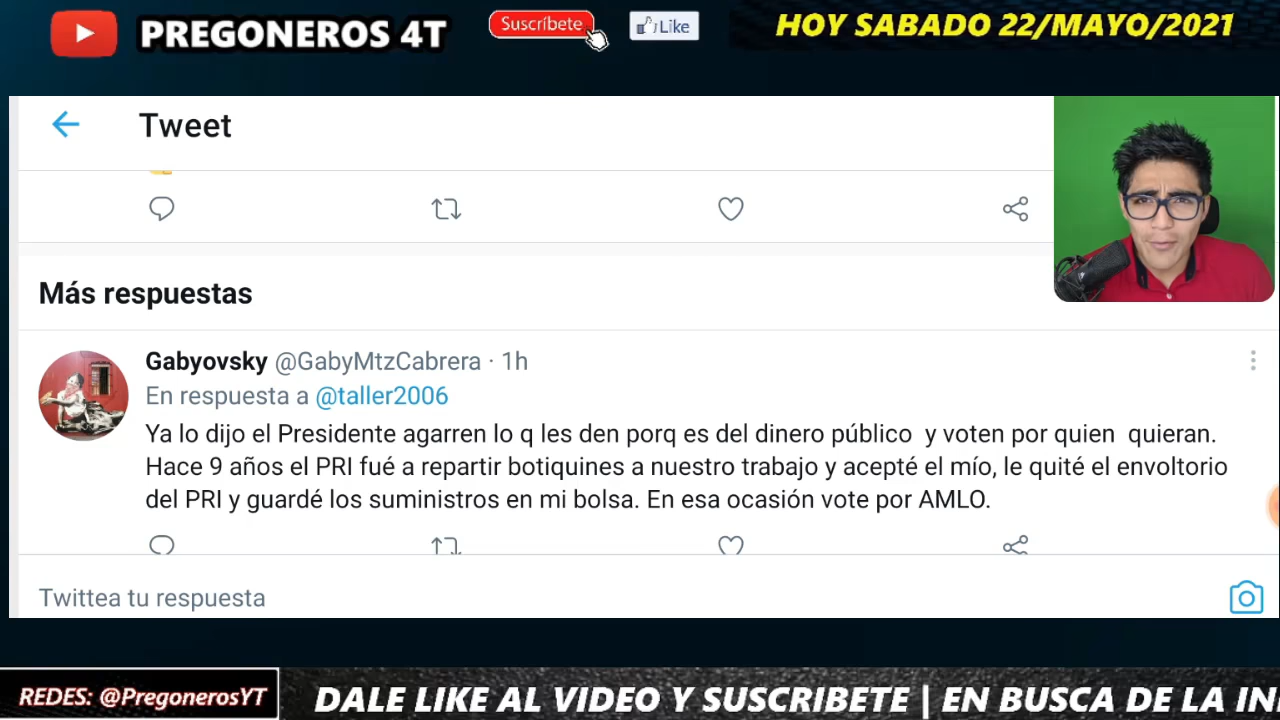 PREGONEROS 4T
Suscríbete
Like
HOY SABADO 22/MAYO/2021
Tweet
Más respuestas
Gabyovsky @GabyMtzCabrera · 1h
En respuesta a @taller2006
Ya lo dijo el Presidente agarren lo q les den porq es del dinero público y voten por quien quieran.
Hace 9 años el PRI fué a repartir botiquines a nuestro trabajo y acepté el mío, le quité el envoltorio
del PRI y guardé los suministros en mi bolsa. En esa ocasión vote por AMLO.
Twittea tu respuesta
REDES: @PregonerosYT
DALE LIKE AL VIDEO Y SUSCRIBETE | EN BUSCA DE LA IN